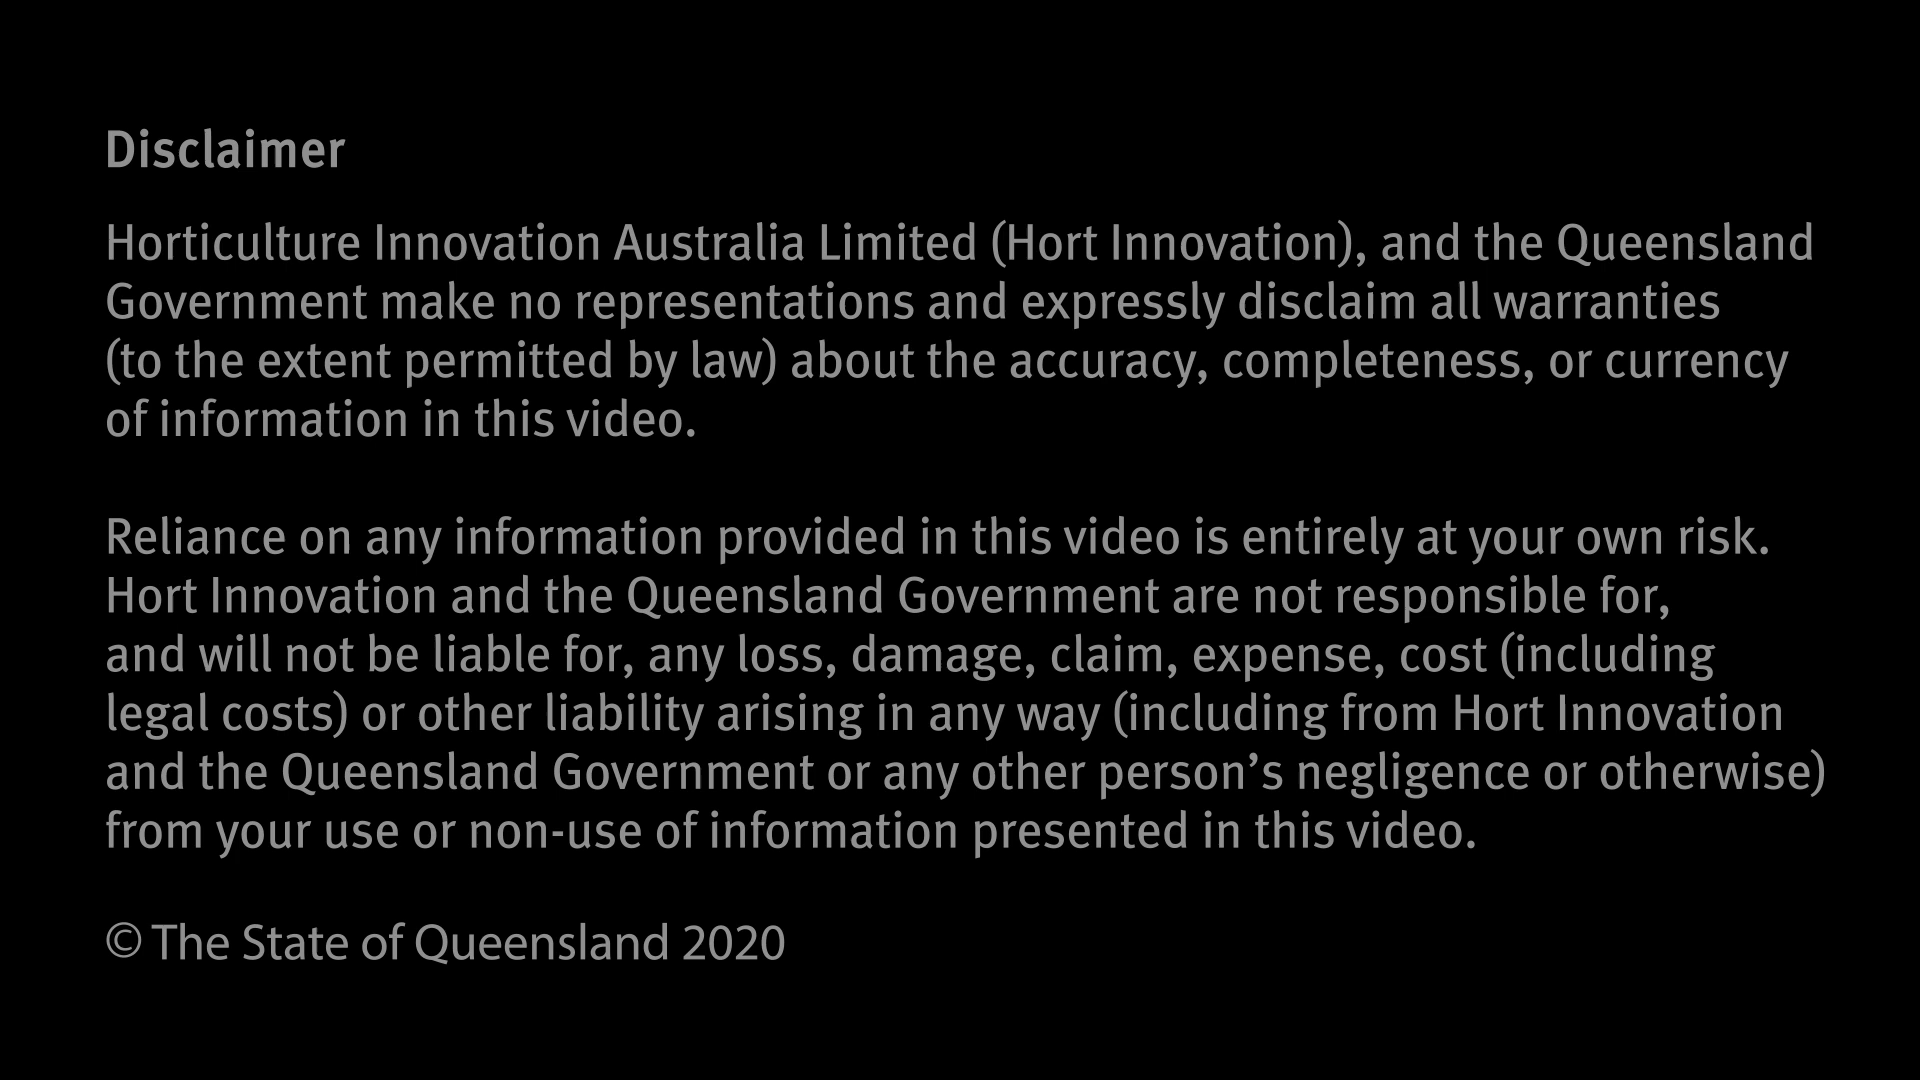 Disclaimer
Horticulture Innovation Australia Limited (Hort Innovation), and the Queensland
Government make no representations and expressly disclaim all warranties
(to the extent permitted by law) about the accuracy, completeness, or currency
of information in this video.
Reliance on any information provided in this video is entirely at your own risk.
Hort Innovation and the Queensland Government are not responsible for,
and will not be liable for, any loss, damage, claim, expense, cost (including
legal costs) or other liability arising in any way (including from Hort Innovation
and the Queensland Government or any other person’s negligence or otherwise)
from your use or non-use of information presented in this video.
© The State of Queensland 2020